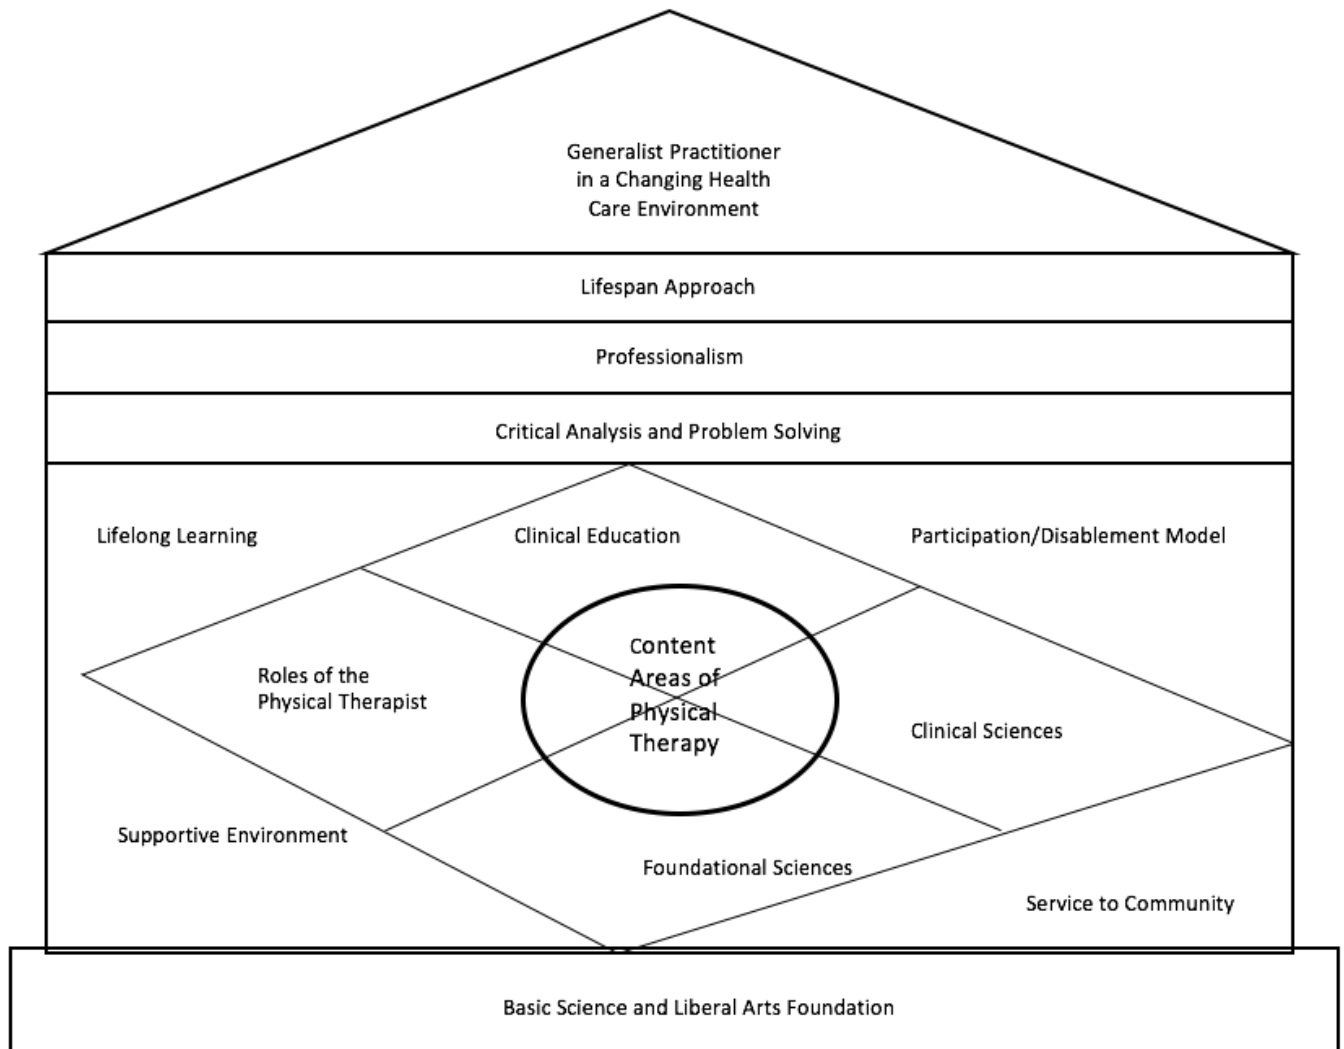 Generalist Practitioner
in a Changing Health
Care Environment
Lifespan Approach
Professionalism
Critical Analysis and Problem Solving
Lifelong Learning
Clinical Education
Participation/Disablement Model
Content
Areas of
Physical
Therapy
Roles of the
Physical Therapist
Clinical Sciences
Supportive Environment
Foundational Sciences
Service to Community
Basic Science and Liberal Arts Foundation